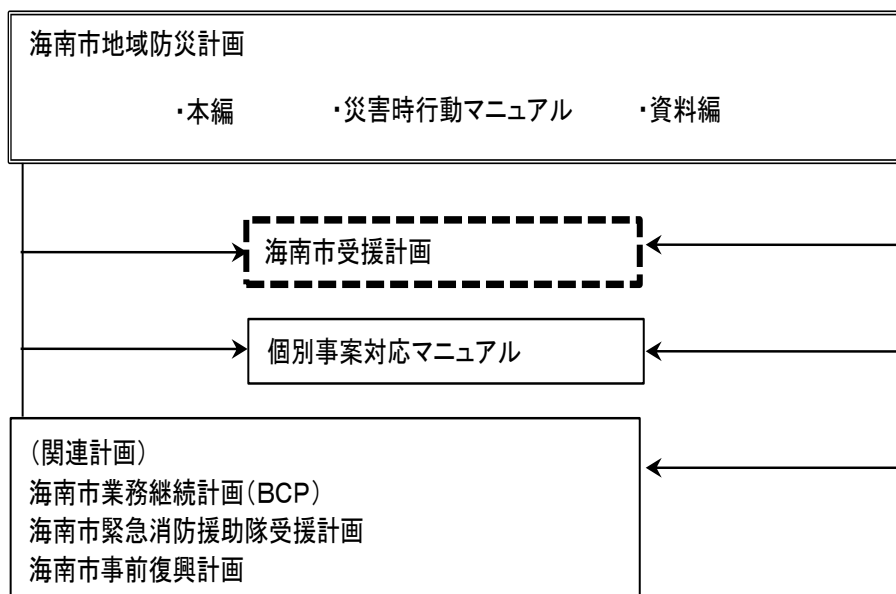 海南市地域防災計画
・本編　・災害時行動マニュアル　・資料編
海南市受援計画
個別事案対応マニュアル
（関連計画）
海南市業務継続計画（BCP）
海南市緊急消防援助隊受援計画
海南市事前復興計画